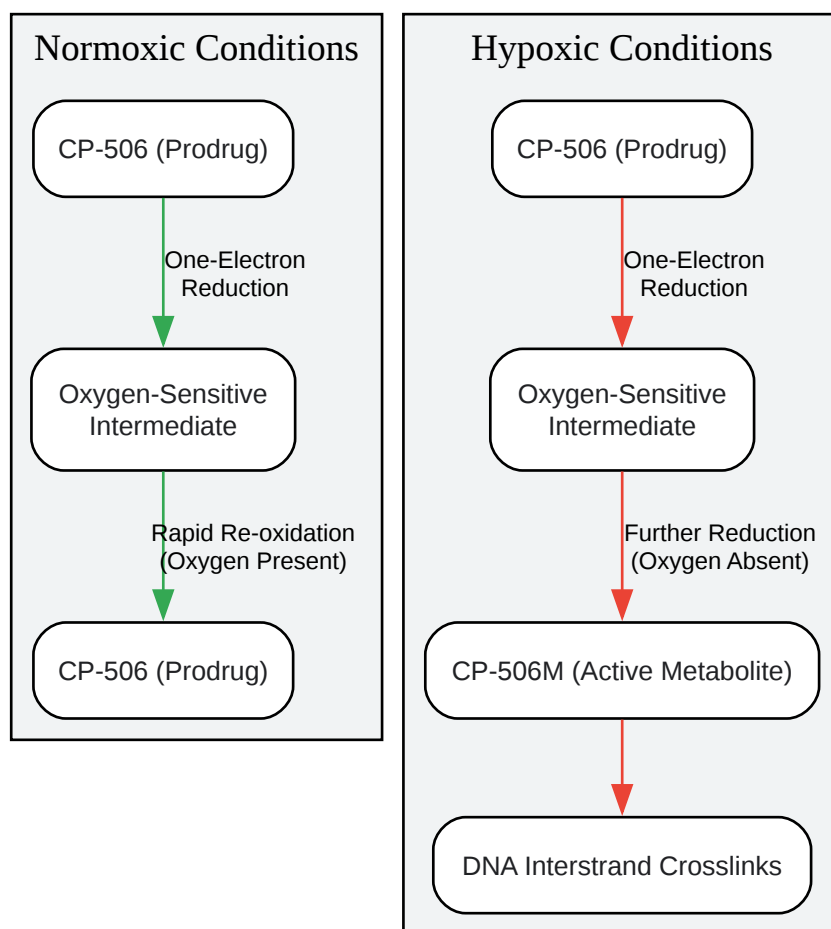 Normoxic Conditions
CP-506 (Prodrug)
One-Electron
Reduction
Oxygen-Sensitive
Intermediate
Rapid Re-oxidation
(Oxygen Present)
CP-506 (Prodrug)
Hypoxic Conditions
CP-506 (Prodrug)
One-Electron
Reduction
Oxygen-Sensitive
Intermediate
Further Reduction
(Oxygen Absent)
CP-506M (Active Metabolite)
DNA Interstrand Crosslinks